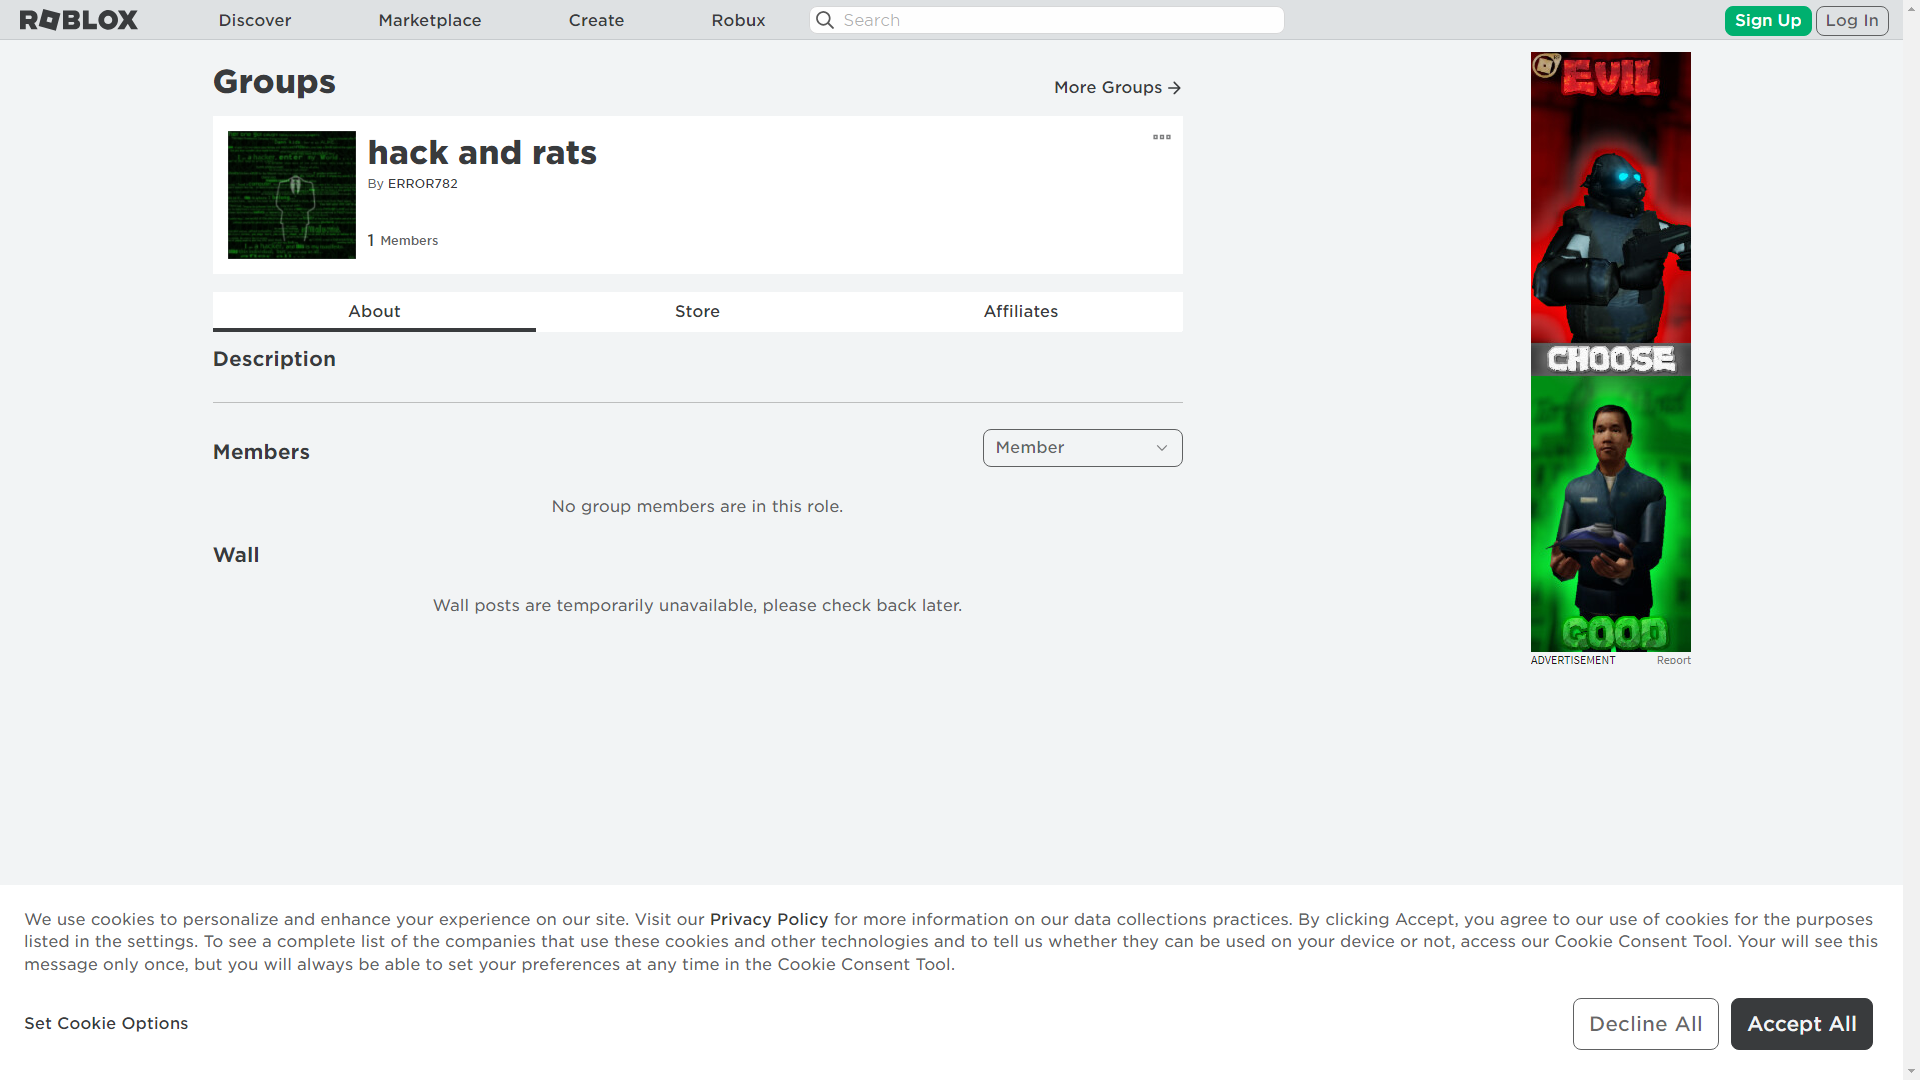 ROBLOX
Discover
Marketplace
Create
Robux
Search
Sign Up
Log In
Groups
More Groups
hack and rats
By ERROR782
1 Members
About
Store
Affiliates
Description
Members
Member
No group members are in this role.
Wall
Wall posts are temporarily unavailable, please check back later.
EVIL
CHOOSE
GOOD
ADVERTISEMENT
Report
We use cookies to personalize and enhance your experience on our site. Visit our Privacy Policy for more information on our data collections practices. By clicking Accept, you agree to our use of cookies for the purposes
listed in the settings. To see a complete list of the companies that use these cookies and other technologies and to tell us whether they can be used on your device or not, access our Cookie Consent Tool. Your will see this
message only once, but you will always be able to set your preferences at any time in the Cookie Consent Tool.
Set Cookie Options
Decline All
Accept All